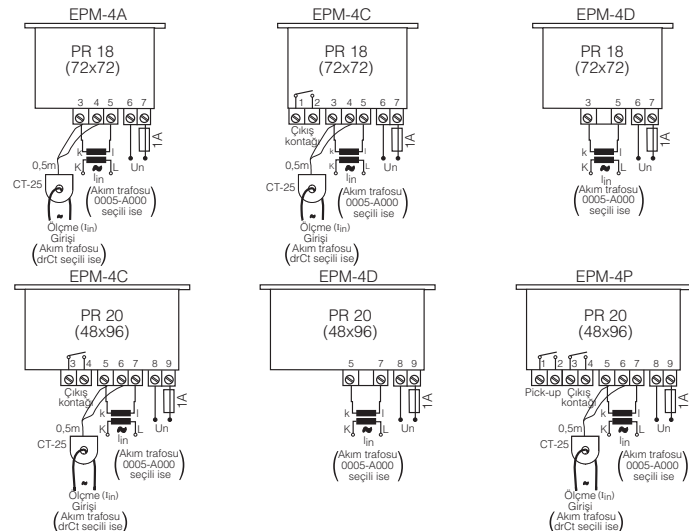 EPM-4A
PR 18
(72x72)
3 4 5 6 7
1A
k l
K L
Iin
Un
0,5m
CT-25
(Akım trafosu
0005-A000
seçili ise)
Ölçme (Iin)
Girişi
(Akım trafosu
drCt seçili ise)
EPM-4C
PR 18
(72x72)
1 2 3 4 5 6 7
Çıkış
kontağı
1A
k l
K L
Iin
Un
0,5m
CT-25
(Akım trafosu
0005-A000
seçili ise)
Ölçme (Iin)
Girişi
(Akım trafosu
drCt seçili ise)
EPM-4D
PR 18
(72x72)
3 5 6 7
1A
k l
K L
Iin
Un
(Akım trafosu
0005-A000
seçili ise)
EPM-4C
PR 20
(48x96)
3 4 5 6 7 8 9
Çıkış
kontağı
1A
k l
K L
Iin
Un
0,5m
CT-25
(Akım trafosu
0005-A000
seçili ise)
Ölçme (Iin)
Girişi
(Akım trafosu
drCt seçili ise)
EPM-4D
PR 20
(48x96)
5 7 8 9
1A
k l
K L
Iin
Un
(Akım trafosu
0005-A000
seçili ise)
EPM-4P
PR 20
(48x96)
1 2 3 4 5 6 7 8 9
Pick-up
Çıkış
kontağı
1A
k l
K L
Iin
Un
0,5m
CT-25
(Akım trafosu
0005-A000
seçili ise)
Ölçme (Iin)
Girişi
(Akım trafosu
drCt seçili ise)